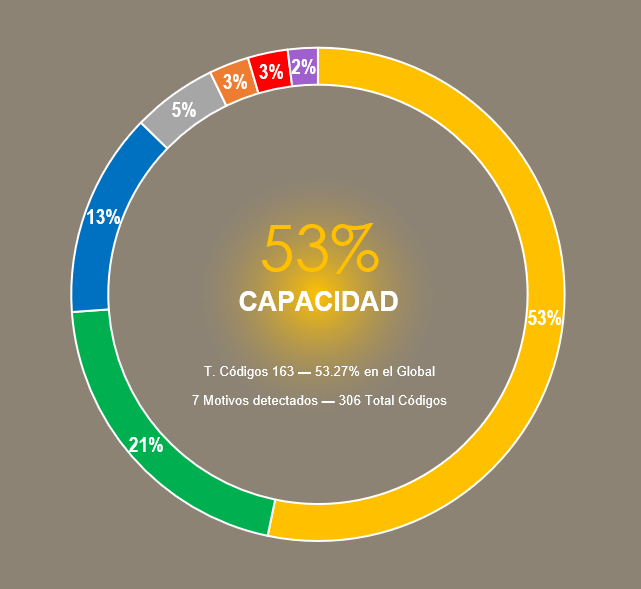 2%
3%
3%
5%
13%
53%
CAPACIDAD
53%
T. Códigos 163 — 53.27% en el Global
7 Motivos detectados — 306 Total Códigos
21%